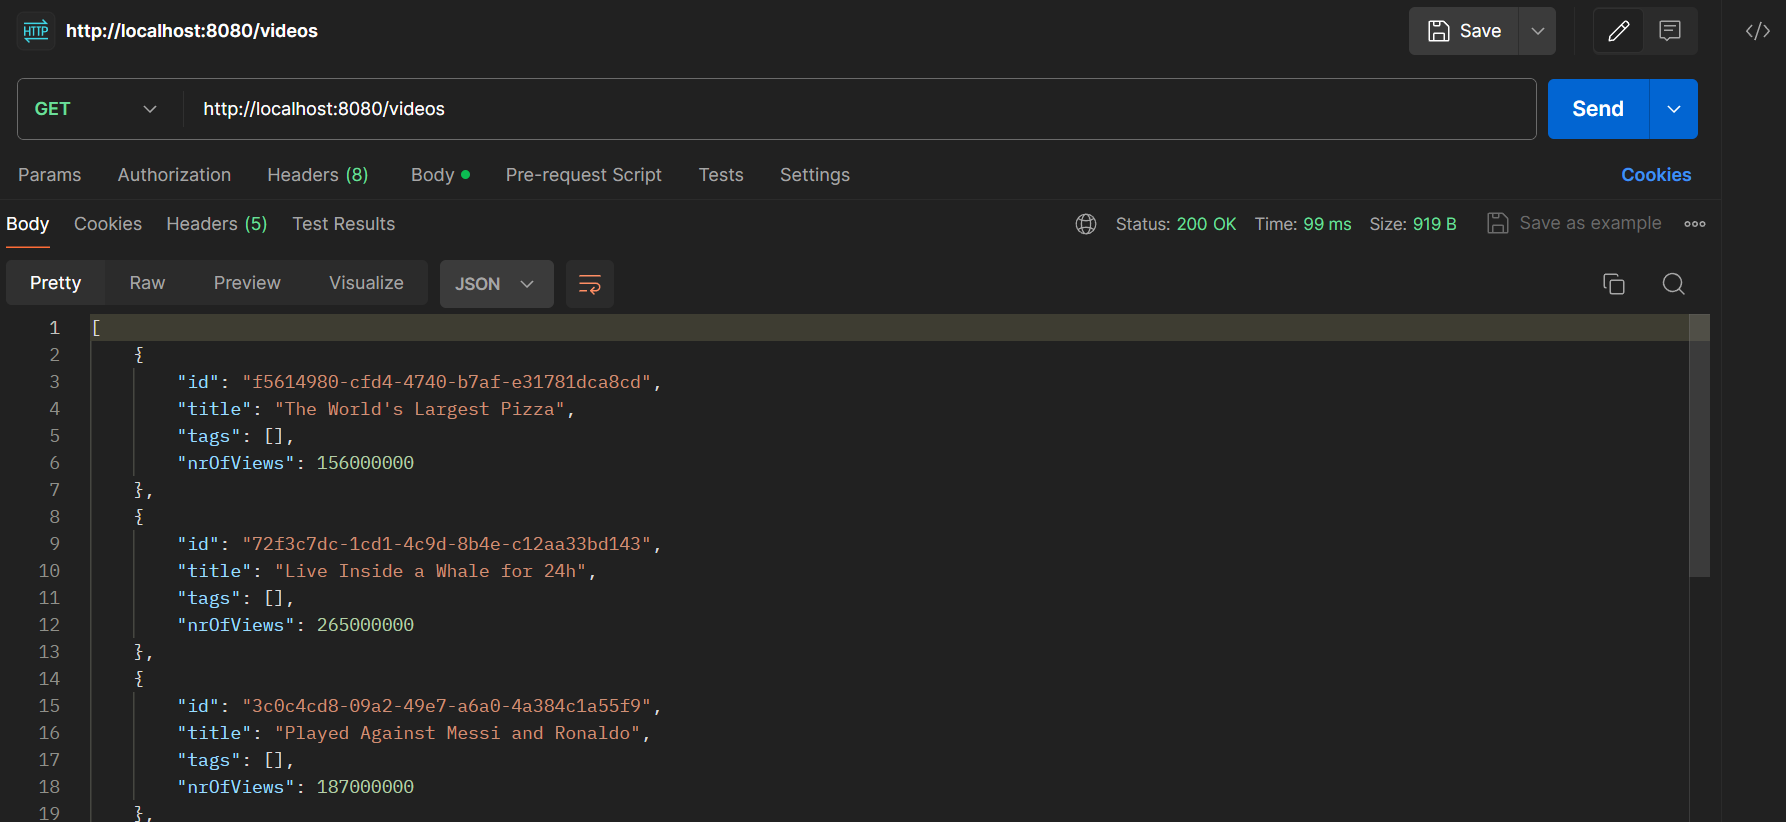 HTTP http://localhost:8080/videos Save
GET http://localhost:8080/videos Send
Params Authorization Headers (8) Body Pre-request Script Tests Settings Cookies
Body Cookies Headers (5) Test Results Status: 200 OK Time: 99 ms Size: 919 B Save as example
Pretty Raw Preview Visualize JSON
1 [
2 {
3 "id": "f5614980-cfd4-4740-b7af-e31781dca8cd",
4 "title": "The World's Largest Pizza",
5 "tags": [],
6 "nrOfViews": 156000000
7 },
8 {
9 "id": "72f3c7dc-1cd1-4c9d-8b4e-c12aa33bd143",
10 "title": "Live Inside a Whale for 24h",
11 "tags": [],
12 "nrOfViews": 265000000
13 },
14 {
15 "id": "3c0c4cd8-09a2-49e7-a6a0-4a384c1a55f9",
16 "title": "Played Against Messi and Ronaldo",
17 "tags": [],
18 "nrOfViews": 187000000
19 },